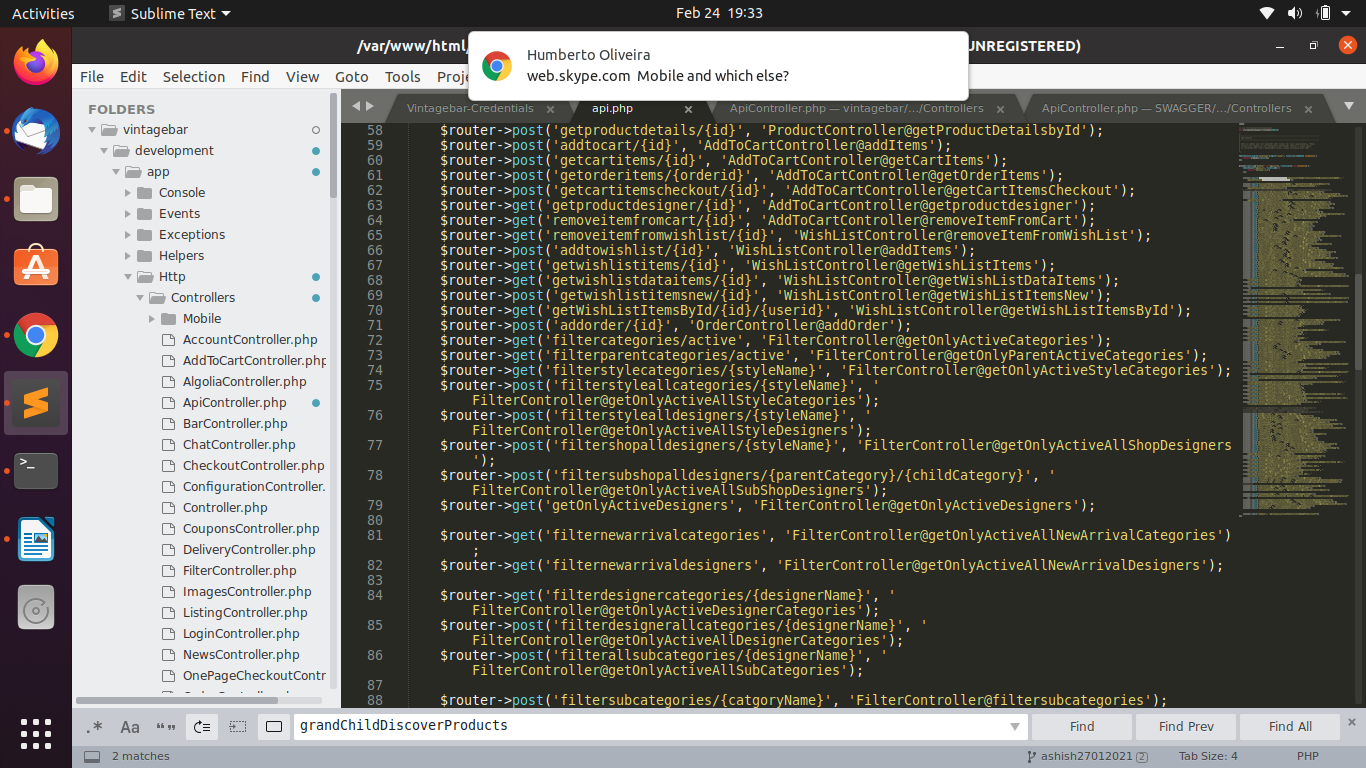 Activities
Sublime Text
Feb 24 19:33
/var/www/html/
UNREGISTERED)
Humberto Oliveira
web.skype.com Mobile and which else?
File Edit Selection Find View Goto Tools
FOLDERS
vintagebar
development
app
Console
Events
Exceptions
Helpers
Http
Controllers
Mobile
AccountController.php
AddToCartController.php
AlgoliaController.php
ApiController.php
BarController.php
ChatController.php
CheckoutController.php
ConfigurationController.
Controller.php
CouponsController.php
DeliveryController.php
FilterController.php
ImagesController.php
ListingController.php
LoginController.php
NewsController.php
OnePageCheckoutContr
Vintagebar-Credentials
api.php
ApiController.php — vintagebar/.../Controllers
ApiController.php — SWAGGER/.../Controllers
58 $router->post('getproductdetails/{id}', 'ProductController@getProductDetailsbyId');
59 $router->post('addtocart/{id}', 'AddToCartController@addItems');
60 $router->get('getcartitems/{id}', 'AddToCartController@getCartItems');
61 $router->get('getorderitems/{orderid}', 'AddToCartController@getOrderItems');
62 $router->get('getcartitemscheckout/{id}', 'AddToCartController@getCartItemsCheckout');
63 $router->get('getproductdesigner/{id}', 'AddToCartController@getproductdesigner');
64 $router->get('removeitemfromcart/{id}', 'AddToCartController@removeItemFromCart');
65 $router->get('removeitemfromwishlist/{id}', 'WishListController@removeItemFromWishList');
66 $router->post('addtowishlist/{id}', 'WishListController@addItems');
67 $router->get('getwishlistitems/{id}', 'WishListController@getWishListItems');
68 $router->get('getwishlistdataitems/{id}', 'WishListController@getWishListDataItems');
69 $router->post('getwishlistitemsnew/{id}', 'WishListController@getWishListItemsNew');
70 $router->get('getWishListItemsById/{id}/{userid}', 'WishListController@getWishListItemsById');
71 $router->post('addorder/{id}', 'OrderController@addOrder');
72 $router->get('filtercategories/active', 'FilterController@getOnlyActiveCategories');
73 $router->get('filterparentcategories/active', 'FilterController@getOnlyParentActiveCategories');
74 $router->get('filterstylecategories/{styleName}', 'FilterController@getOnlyActiveStyleCategories');
75 $router->post('filterstyleallcategories/{styleName}', '
FilterController@getOnlyActiveAllStyleCategories');
76 $router->post('filterstylealldesigners/{styleName}', '
FilterController@getOnlyActiveAllStyleDesigners');
77 $router->post('filtershopalldesigners/{styleName}', 'FilterController@getOnlyActiveAllShopDesigners
');
78 $router->post('filtersubshopalldesigners/{parentCategory}/{childCategory}', '
FilterController@getOnlyActiveAllSubShopDesigners');
79 $router->get('getOnlyActiveDesigners', 'FilterController@getOnlyActiveDesigners');
80
81 $router->get('filternewarrivalcategories', 'FilterController@getOnlyActiveAllNewArrivalCategories')
;
82 $router->get('filternewarrivaldesigners', 'FilterController@getOnlyActiveAllNewArrivalDesigners');
83
84 $router->get('filterdesignercategories/{designerName}', '
FilterController@getOnlyActiveDesignerCategories');
85 $router->post('filterdesignerallcategories/{designerName}', '
FilterController@getOnlyActiveAllDesignerCategories');
86 $router->post('filterallsubcategories/{designerName}', '
FilterController@getOnlyActiveAllSubCategories');
87
88 $router->post('filtersubcategories/{catgoryName}', 'FilterController@filtersubcategories');
.* Aa “” grandChildDiscoverProducts Find Find Prev Find All
2 matches
ashish27012021 2
Tab Size: 4
PHP